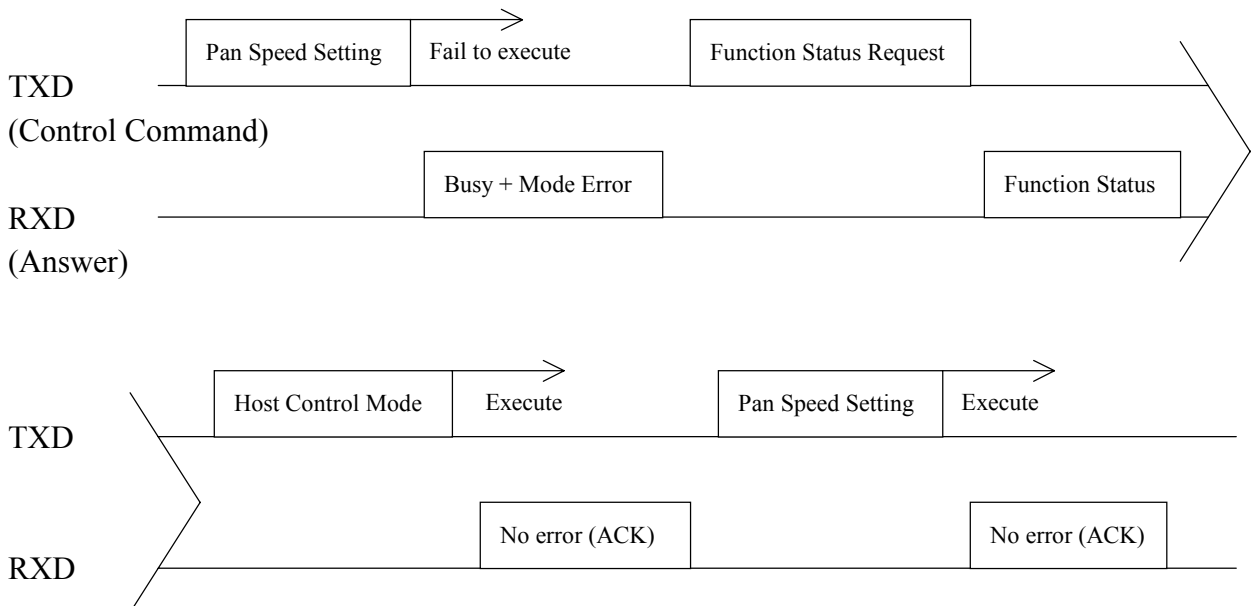 Pan Speed Setting
Fail to execute
Function Status Request
TXD
(Control Command)
Busy + Mode Error
Function Status
RXD
(Answer)
Host Control Mode
Execute
Pan Speed Setting
Execute
TXD
No error (ACK)
No error (ACK)
RXD